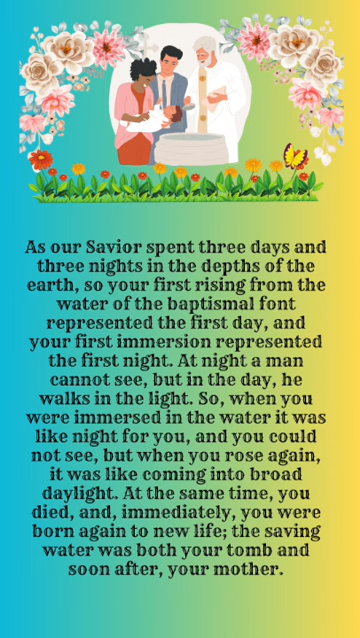 As our Savior spent three days and
three nights in the depths of the
earth, so your first rising from the
water of the baptismal font
represented the first day, and
your first immersion represented
the first night. At night a man
cannot see, but in the day, he
walks in the light. So, when you
were immersed in the water it was
like night for you, and you could
not see, but when you rose again,
it was like coming into broad
daylight. At the same time, you
died, and, immediately, you were
born again to new life; the saving
water was both your tomb and
soon after, your mother.